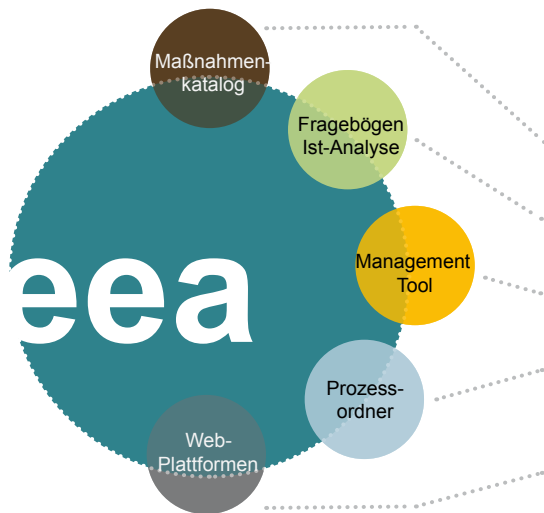 Maßnahmen-
katalog
Fragebögen
Ist-Analyse
Management
Tool
eea
Prozess-
ordner
Web-
Plattformen